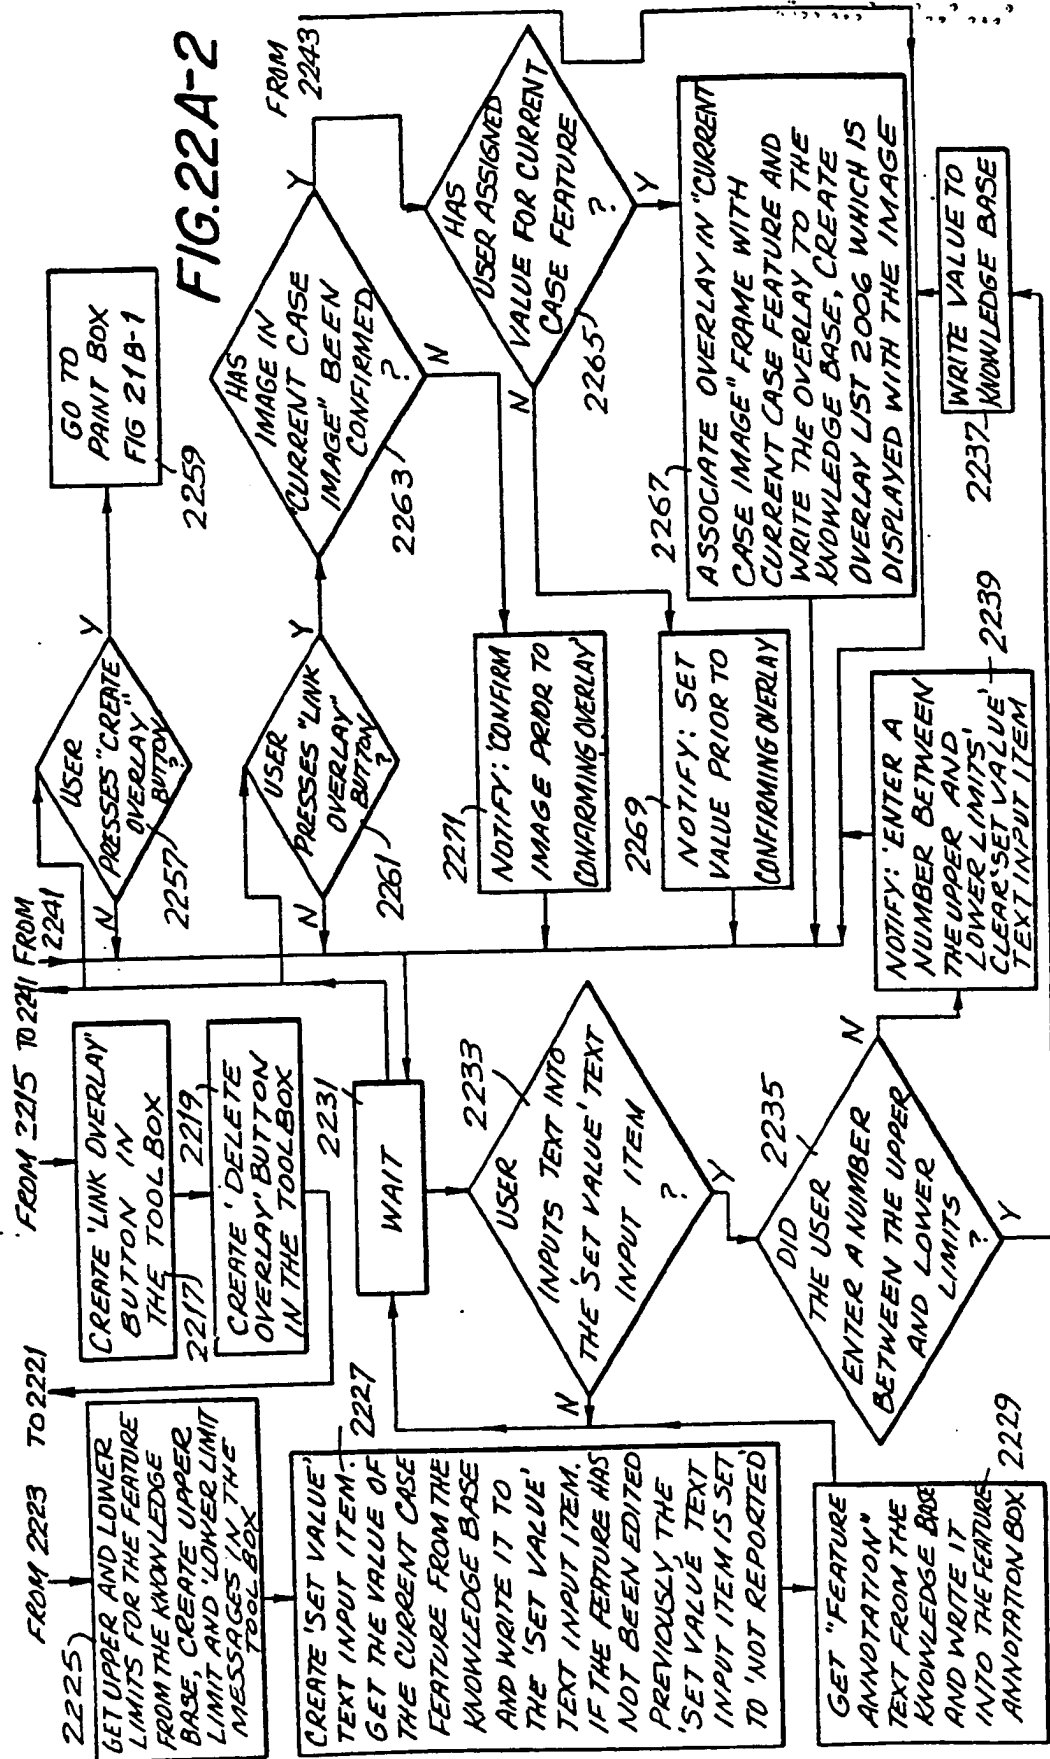 FIG.22A-2
FROM 2223
TO 2221
FROM 2215
TO 2241
FROM
2241
FROM
2243
2225
GET UPPER AND LOWER
LIMITS FOR THE FEATURE
FROM THE KNOWLEDGE
BASE, CREATE UPPER
LIMIT AND 'LOWER LIMIT
MESSAGES IN THE
TOOL BOX
CREATE 'SET VALUE'
TEXT INPUT ITEM.
GET THE VALUE OF
THE CURRENT CASE
FEATURE FROM THE
KNOWLEDGE BASE
AND WRITE IT TO
THE 'SET VALUE'
TEXT INPUT ITEM.
IF THE FEATURE HAS
NOT BEEN EDITED
PREVIOUSLY, THE
'SET VALUE' TEXT
INPUT ITEM IS SET
TO 'NOT REPORTED'
2227
GET "FEATURE
ANNOTATION"
TEXT FROM THE
KNOWLEDGE BASE
AND WRITE IT
INTO THE FEATURE
ANNOTATION BOX
2229
CREATE 'LINK OVERLAY'
BUTTON IN
THE TOOL BOX
2217
2219
CREATE 'DELETE
OVERLAY' BUTTON
IN THE TOOLBOX
2231
WAIT
2233
USER
INPUTS TEXT INTO
THE 'SET VALUE' TEXT
INPUT ITEM
?
N
Y
2235
DID
THE USER
ENTER A NUMBER
BETWEEN THE UPPER
AND LOWER
LIMITS
?
N
Y
USER
PRESSES "CREATE
OVERLAY"
BUTTON
?
Y
N
2257
GO TO
PAINT BOX
FIG 21B-1
2259
USER
PRESSES "LINK
OVERLAY"
BUTTON
?
Y
N
2261
HAS
IMAGE IN
"CURRENT CASE
IMAGE" BEEN
CONFIRMED
?
Y
N
2263
HAS
USER ASSIGNED
VALUE FOR CURRENT
CASE FEATURE
?
N
Y
2265
2271
NOTIFY: 'CONFIRM
IMAGE PRIOR TO
CONFIRMING OVERLAY'
2269
NOTIFY: SET
VALUE PRIOR TO
CONFIRMING OVERLAY
2267
ASSOCIATE OVERLAY IN "CURRENT
CASE IMAGE" FRAME WITH
CURRENT CASE FEATURE AND
WRITE THE OVERLAY TO THE
KNOWLEDGE BASE, CREATE
OVERLAY LIST 2006 WHICH IS
DISPLAYED WITH THE IMAGE
NOTIFY: 'ENTER A
NUMBER BETWEEN
THE UPPER AND
LOWER LIMITS'
CLEAR 'SET VALUE'
TEXT INPUT ITEM
2239
2237
WRITE VALUE TO
KNOWLEDGE BASE